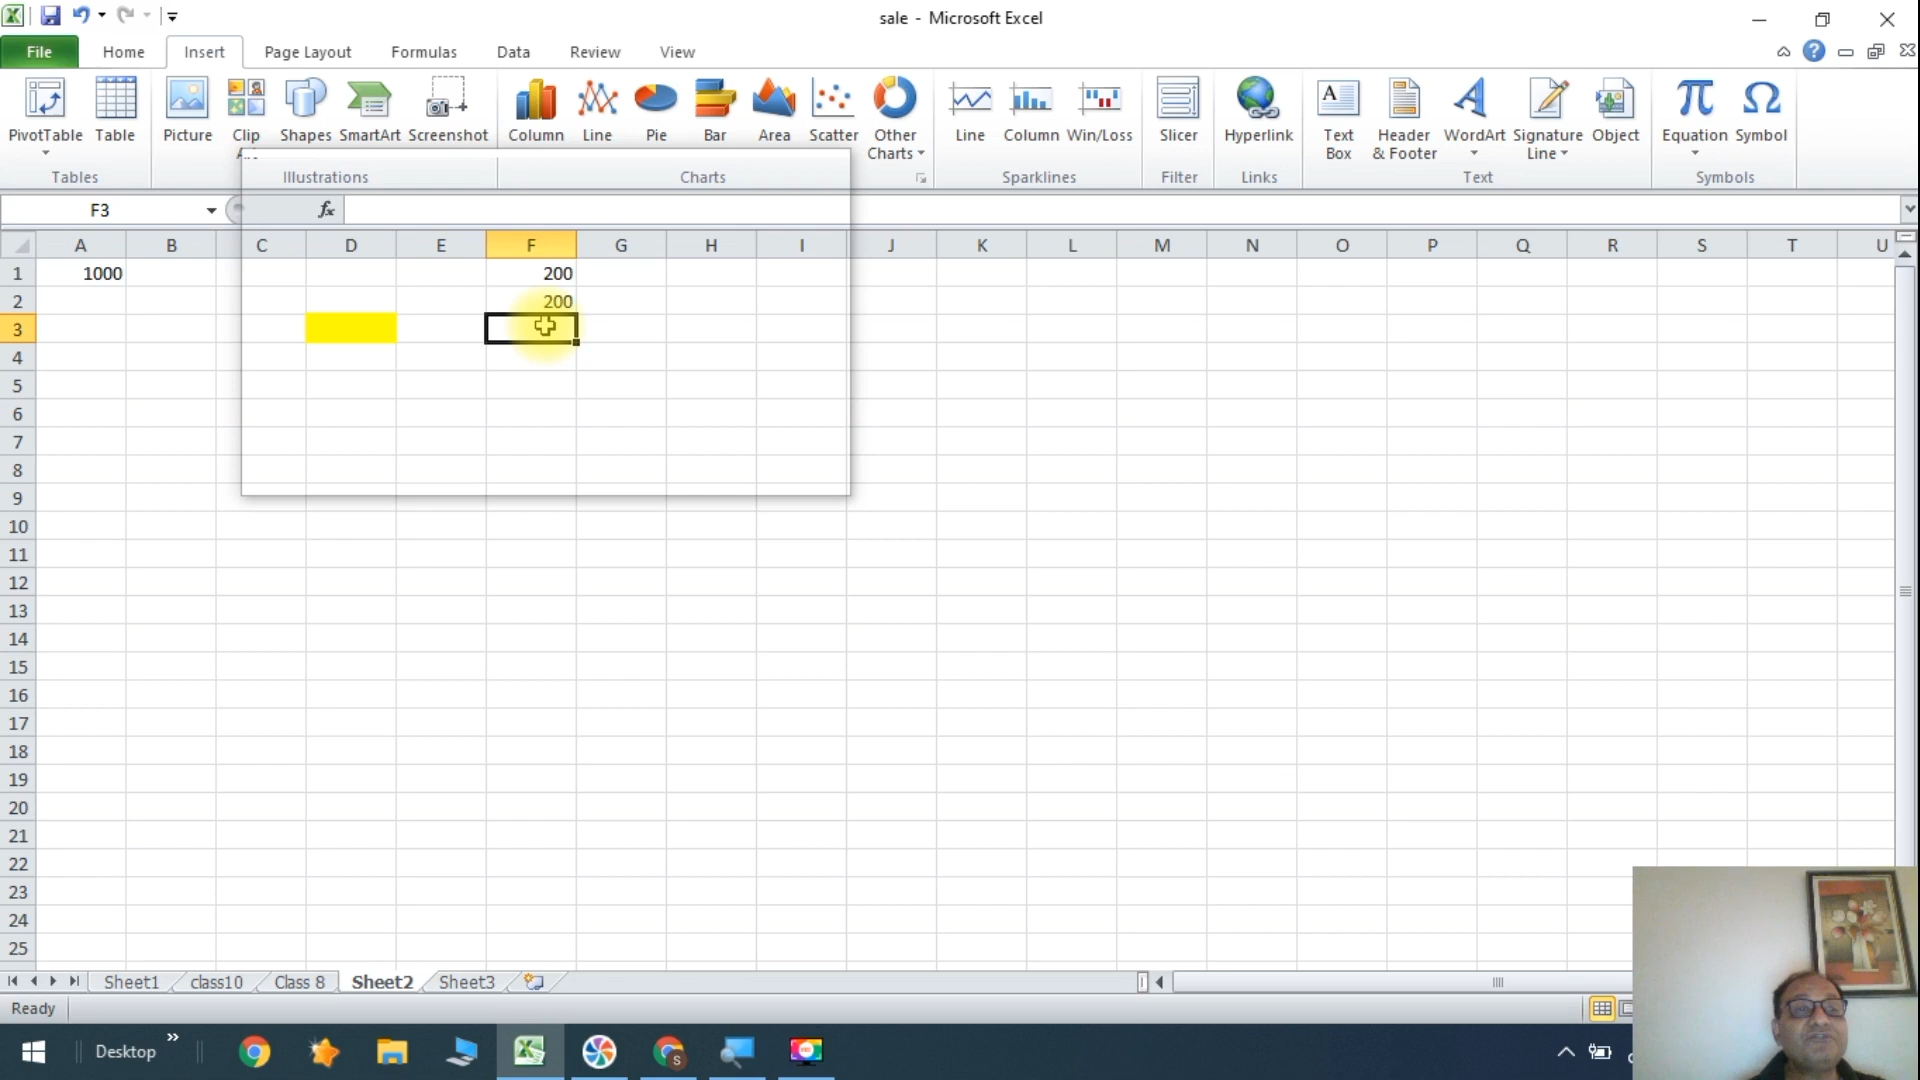 sale - Microsoft Excel
File Home Insert Page Layout Formulas Data Review View
PivotTable Table Picture Clip Shapes SmartArt Screenshot Column Line Pie Bar Area Scatter Other Charts Line Column Win/Loss Slicer Hyperlink Text Box Header & Footer WordArt Signature Line Object Equation Symbol
Tables Illustrations Charts Sparklines Filter Links Text Symbols
F3 fx
A B C D E F G H I J K L M N O P Q R S T U
1 1000 200
2 200
3
4
5
6
7
8
9
10
11
12
13
14
15
16
17
18
19
20
21
22
23
24
25
Sheet1 class10 Class 8 Sheet2 Sheet3
Ready
Desktop